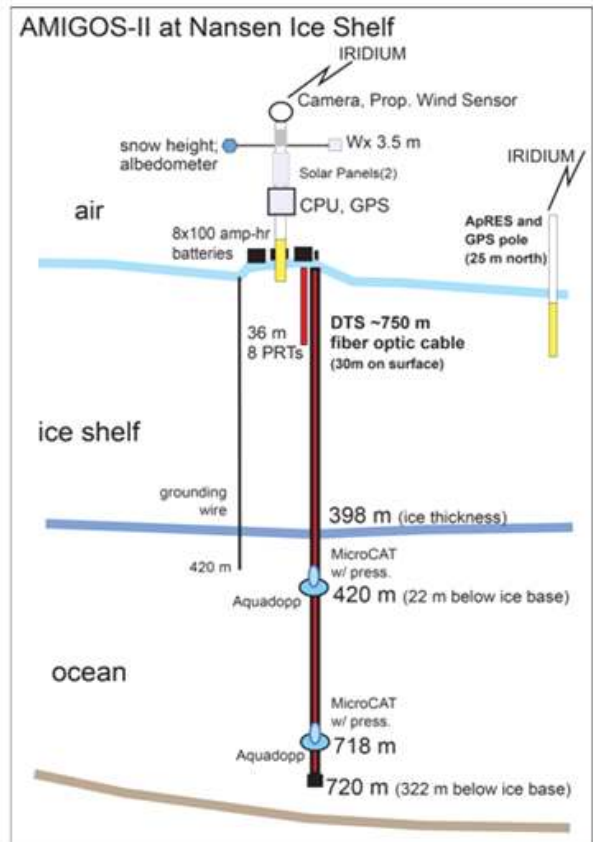 AMIGOS-II at Nansen Ice Shelf
IRIDIUM
Camera, Prop. Wind Sensor
snow height;
albedometer
Wx 3.5 m
Solar Panels(2)
IRIDIUM
CPU, GPS
air
8x100 amp-hr
batteries
ApRES and
GPS pole
(25 m north)
36 m
8 PRTs
DTS ~750 m
fiber optic cable
(30m on surface)
ice shelf
grounding
wire
398 m (ice thickness)
420 m
MicroCAT
w/ press.
Aquadopp
420 m (22 m below ice base)
ocean
MicroCAT
w/ press.
Aquadopp
718 m
720 m (322 m below ice base)